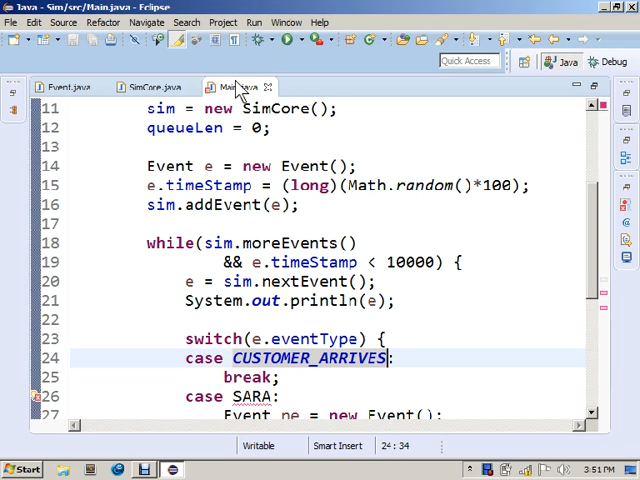 Java - Sim/src/Main.java - Eclipse
File Edit Source Refactor Navigate Search Project Run Window Help
Quick Access Java Debug
Event.java SimCore.java Main.java
11 sim = new SimCore();
12 queueLen = 0;
13
14 Event e = new Event();
15 e.timeStamp = (long)(Math.random()*100);
16 sim.addEvent(e);
17
18 while(sim.moreEvents()
19 && e.timeStamp < 10000) {
20 e = sim.nextEvent();
21 System.out.println(e);
22
23 switch(e.eventType) {
24 case CUSTOMER_ARRIVES:
25 break;
26 case SARA:
27 Event ne = new Event();
Writable Smart Insert 24 : 34
Start 3:51 PM